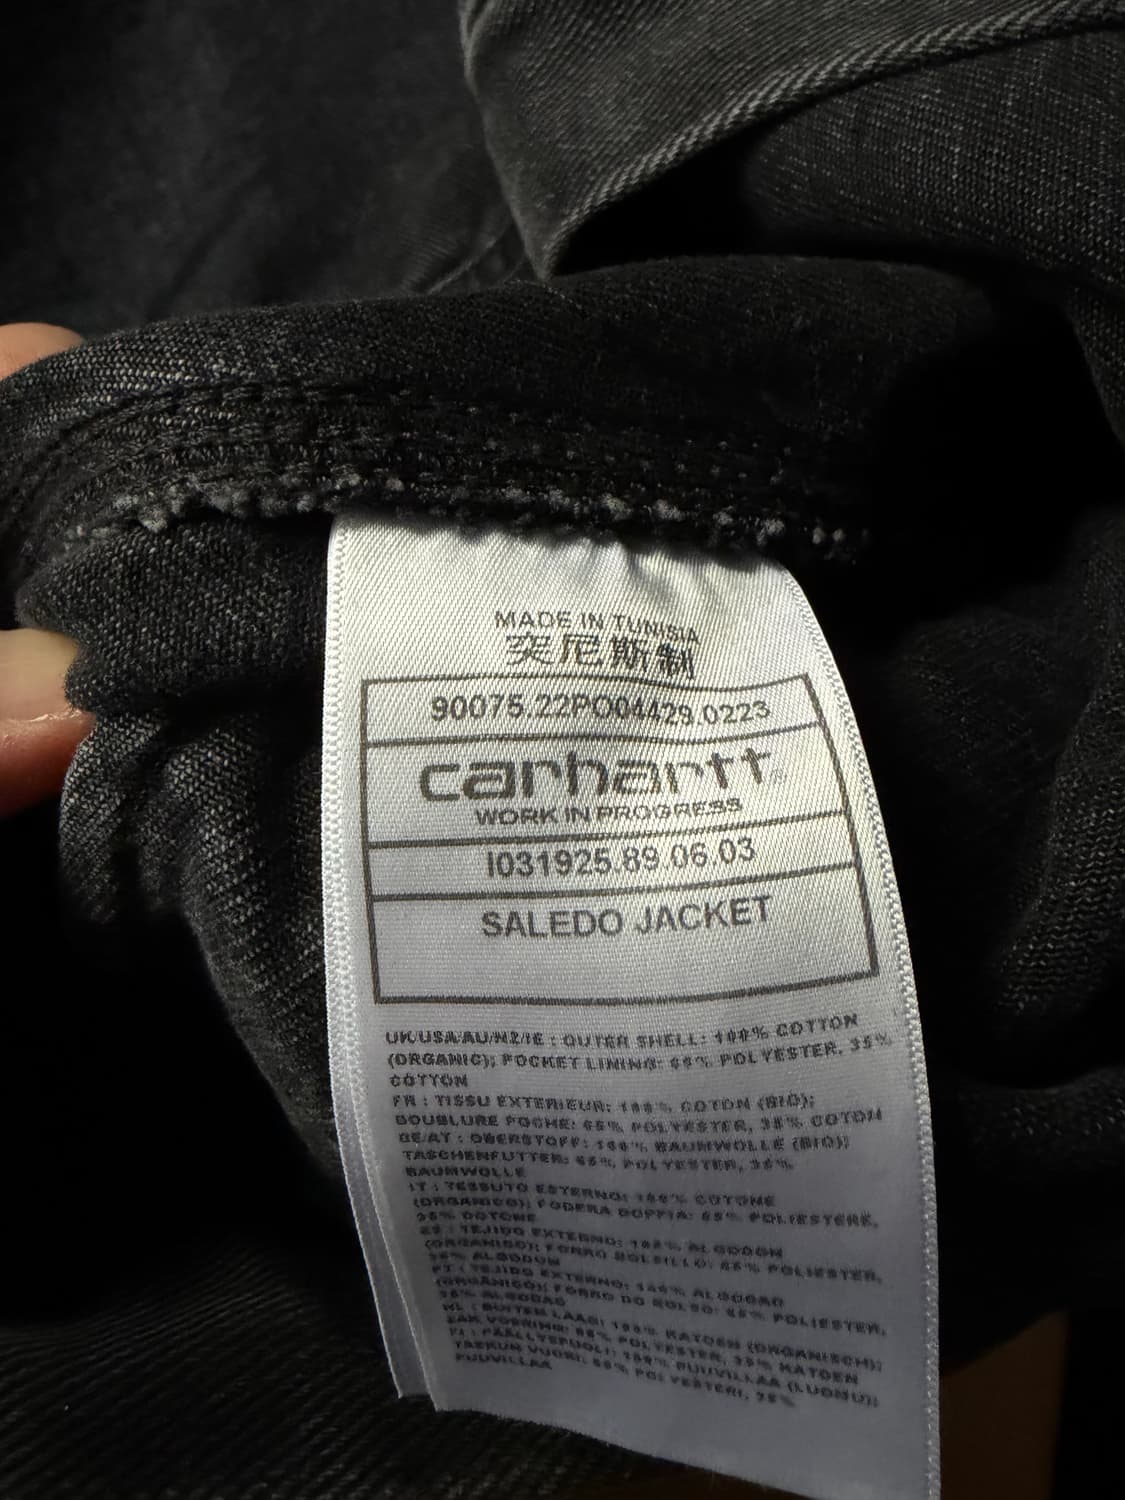 MADE IN TUNISIA
突尼斯制
90075.22PO04429.0223
carhartt
WORK IN PROGRESS
I031925.89.06.03
SALEDO JACKET
UK/USA/AU/NZ/IE : OUTER SHELL: 100% COTTON
(ORGANIC); POCKET LINING: 65% POLYESTER, 35%
COTTON
FR : TISSU EXTERIEUR: 100% COTON (BIO);
DOUBLURE POCHE: 65% POLYESTER, 35% COTON
DE/AT : OBERSTOFF: 100% BAUMWOLLE (BIO);
TASCHENFUTTER: 65% POLYESTER, 35%
BAUMWOLLE
IT : TESSUTO ESTERNO: 100% COTONE
(ORGANICO); FODERA DOPPIA: 65% POLIESTERE,
35% COTONE
ES : TEJIDO EXTERNO: 100% ALGODON
(ORGANICO); FORRO BOLSILLO: 65% POLIESTER,
35% ALGODON
PT : TEJIDO EXTERNO: 100% ALGODAO
(ORGÂNICO); FORRO DO BOLSO: 65% POLIESTER,
35% ALGODAO
NL : BUITEN LAAG: 100% KATOEN (ORGANISCH);
ZAK VOERING: 65% POLYESTER, 35% KATOEN
FI : PÄÄLLYSPUOLI: 100% PUUVILLAA (LUOMU);
TASKUN VUORI: 65% POLYESTERI, 35%
PUUVILLAA